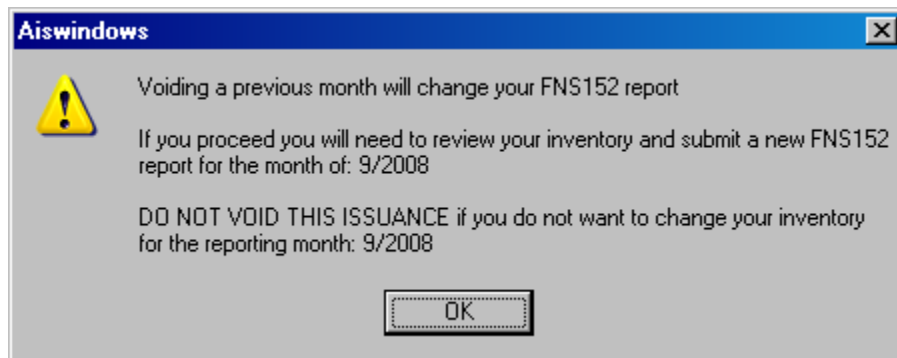 Aiswindows
Voiding a previous month will change your FNS152 report
If you proceed you will need to review your inventory and submit a new FNS152
report for the month of: 9/2008
DO NOT VOID THIS ISSUANCE if you do not want to change your inventory
for the reporting month: 9/2008
OK